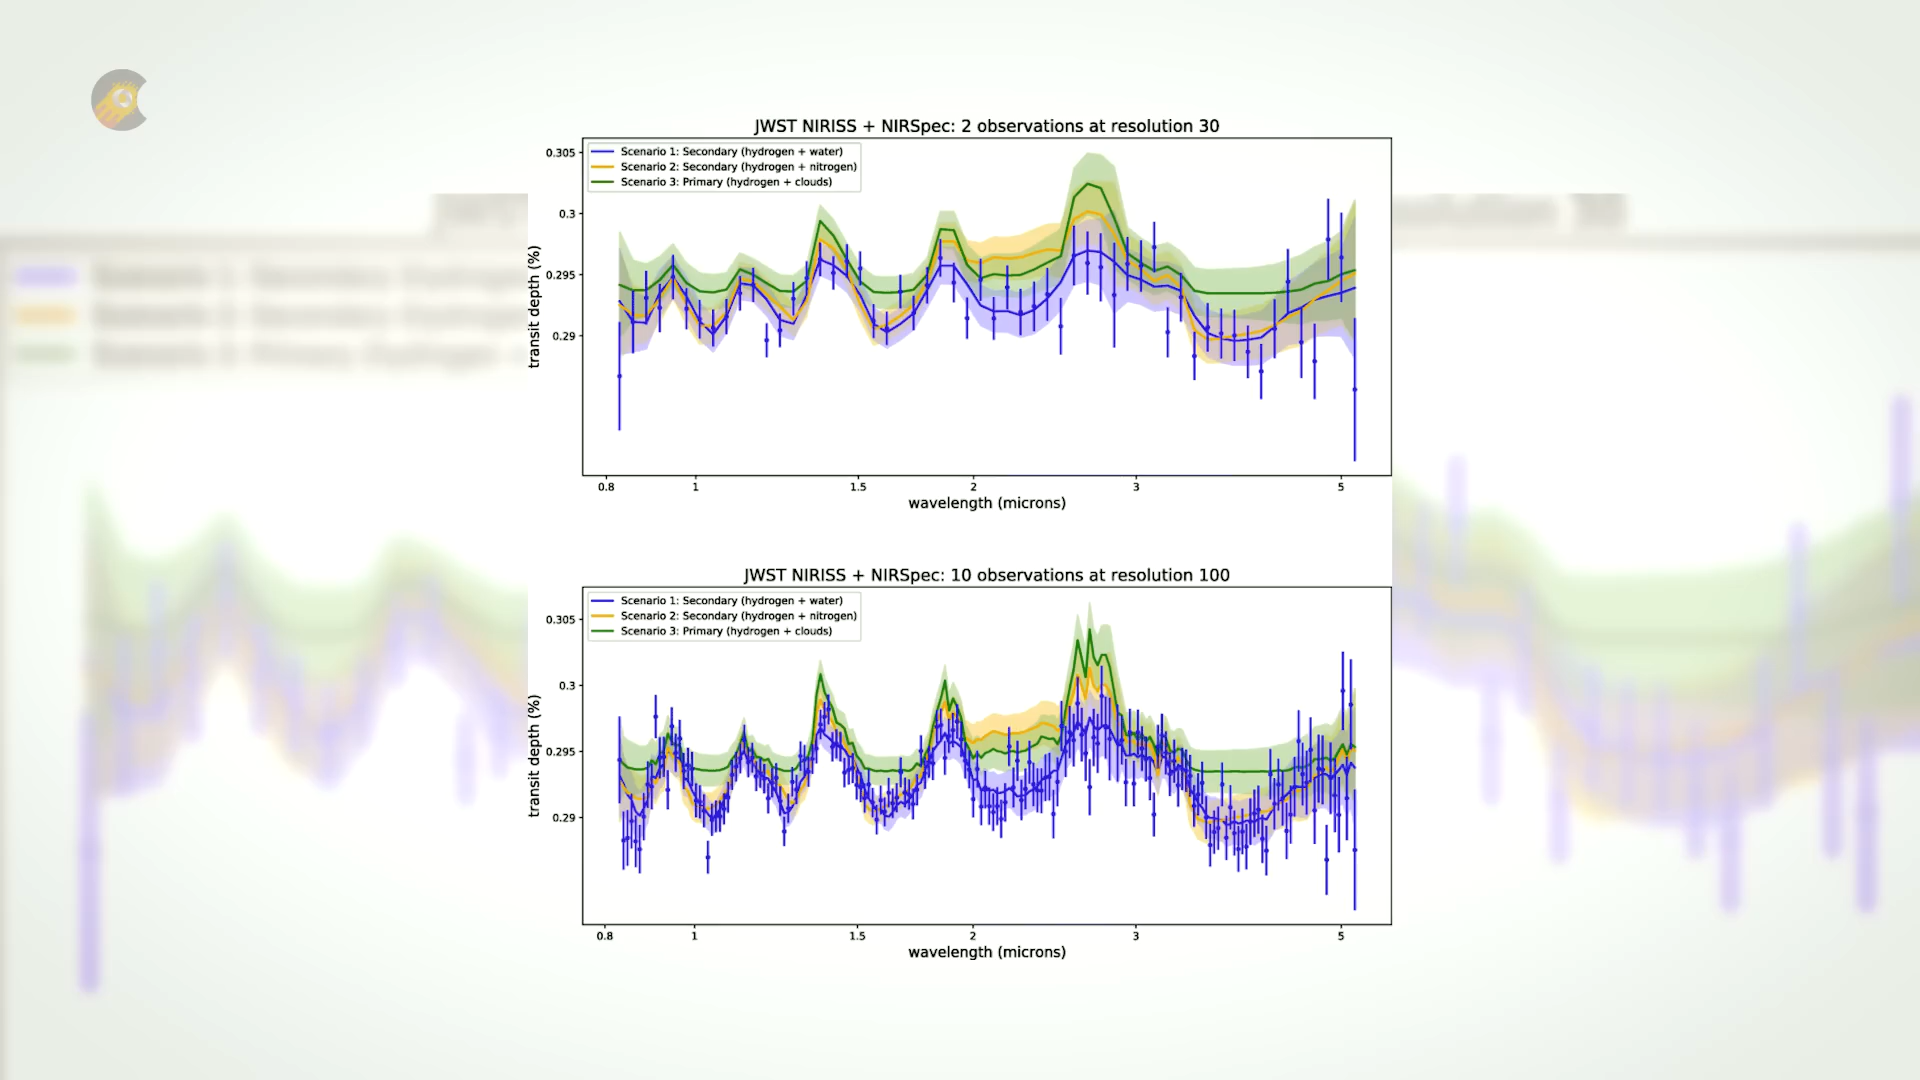 JWST NIRISS + NIRSpec: 2 observations at resolution 30
Scenario 1: Secondary (hydrogen + water)
Scenario 2: Secondary (hydrogen + nitrogen)
Scenario 3: Primary (hydrogen + clouds)
0.305
0.3
0.295
0.29
transit depth (%)
0.8 1 1.5 2 3 5
wavelength (microns)
JWST NIRISS + NIRSpec: 10 observations at resolution 100
Scenario 1: Secondary (hydrogen + water)
Scenario 2: Secondary (hydrogen + nitrogen)
Scenario 3: Primary (hydrogen + clouds)
0.305
0.3
0.295
0.29
transit depth (%)
0.8 1 1.5 2 3 5
wavelength (microns)